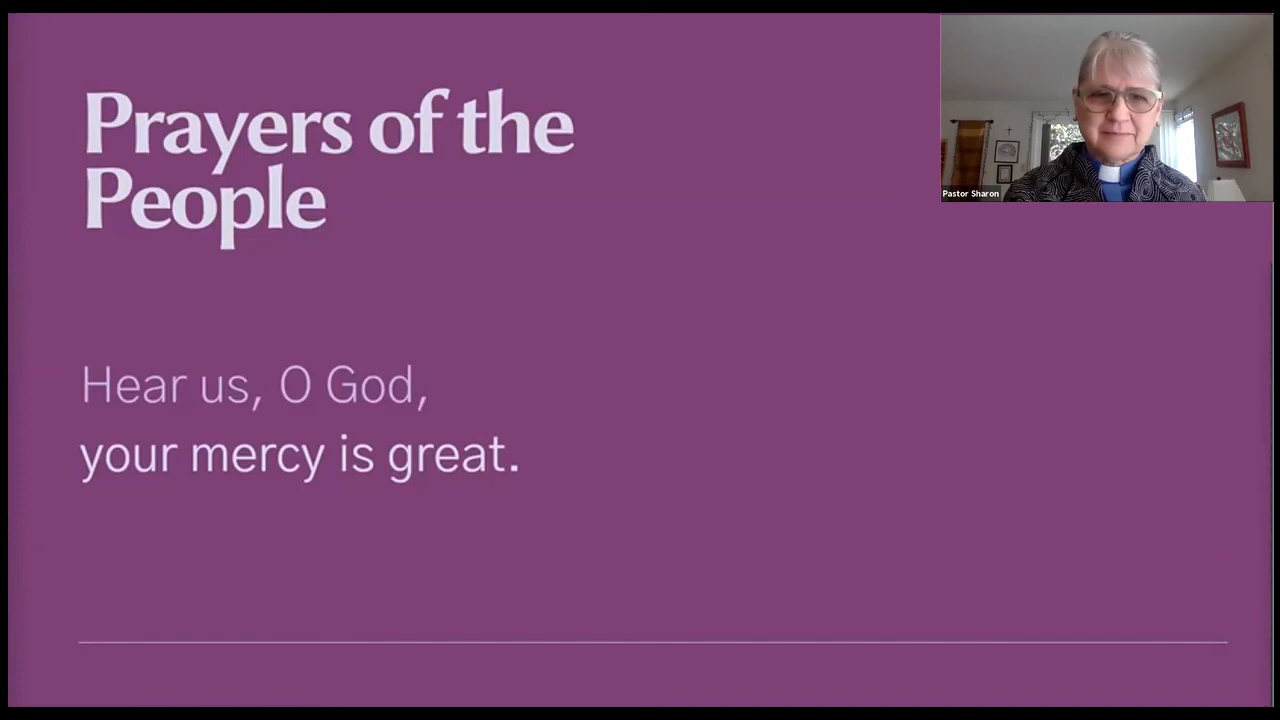 Prayers of the
People
Hear us, O God,
your mercy is great.
Pastor Sharon